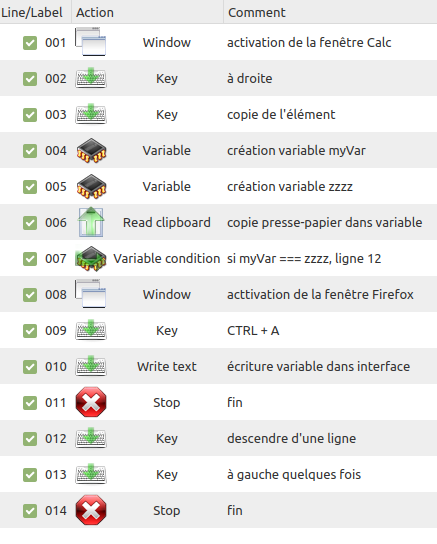 Line/Label Action Comment
001 Window activation de la fenêtre Calc
002 Key à droite
003 Key copie de l'élément
004 Variable création variable myVar
005 Variable création variable zzzz
006 Read clipboard copie presse-papier dans variable
007 Variable condition si myVar === zzzz, ligne 12
008 Window acttivation de la fenêtre Firefox
009 Key CTRL + A
010 Write text écriture variable dans interface
011 Stop fin
012 Key descendre d'une ligne
013 Key à gauche quelques fois
014 Stop fin